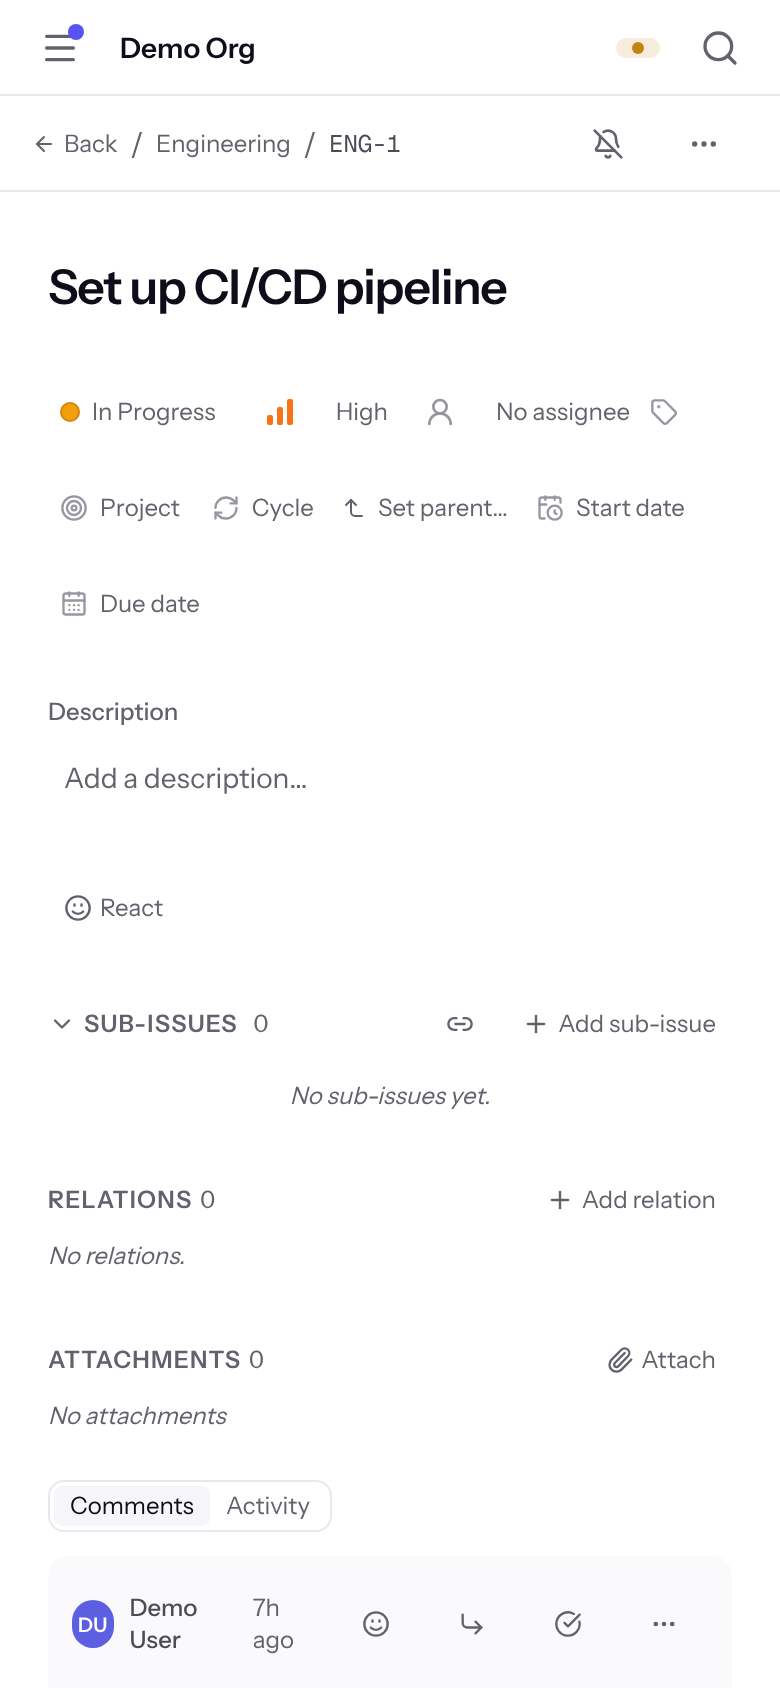 Demo Org
Back / Engineering / ENG-1
Set up CI/CD pipeline
In Progress High No assignee
Project Cycle Set parent... Start date
Due date
Description
Add a description...
React
SUB-ISSUES 0 Add sub-issue
No sub-issues yet.
RELATIONS 0 Add relation
No relations.
ATTACHMENTS 0 Attach
No attachments
Comments Activity
DU Demo User 7h ago